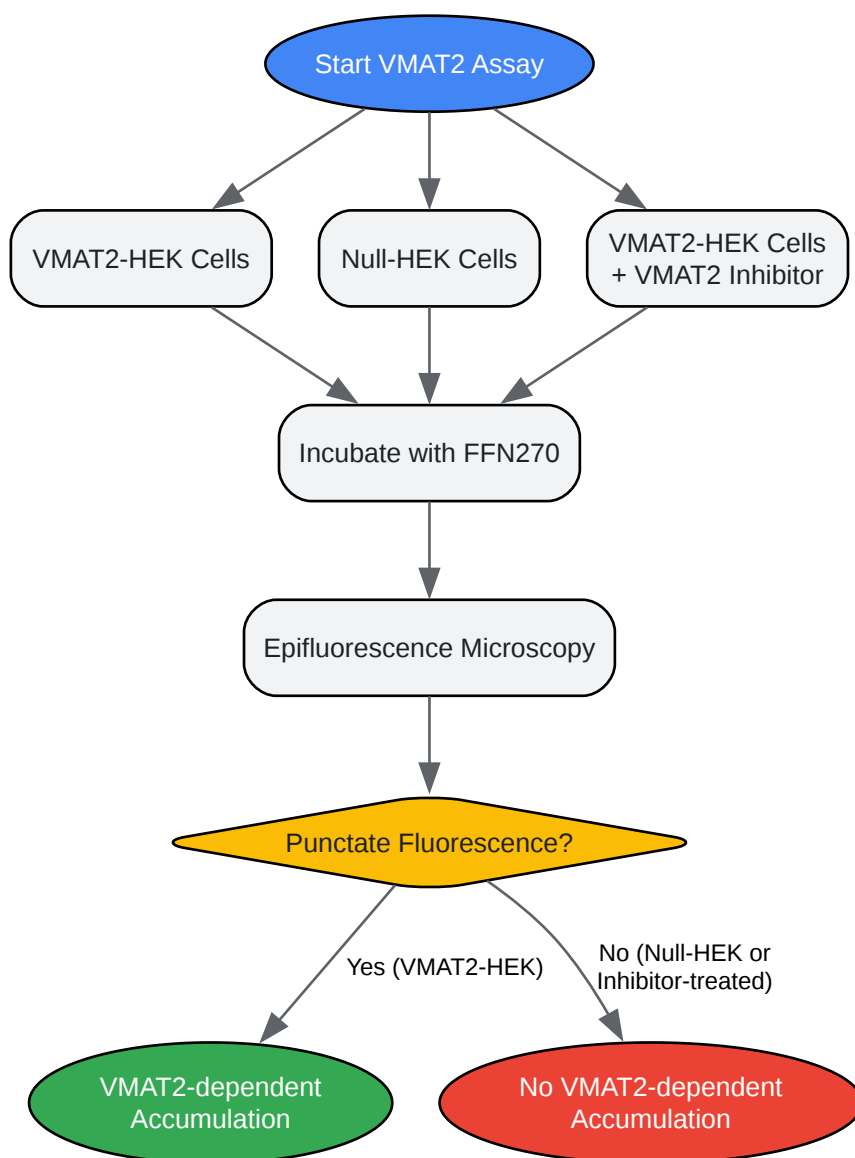 Start VMAT2 Assay
VMAT2-HEK Cells
Null-HEK Cells
VMAT2-HEK Cells
+ VMAT2 Inhibitor
Incubate with FFN270
Epifluorescence Microscopy
Punctate Fluorescence?
Yes (VMAT2-HEK)
No (Null-HEK or
Inhibitor-treated)
VMAT2-dependent
Accumulation
No VMAT2-dependent
Accumulation